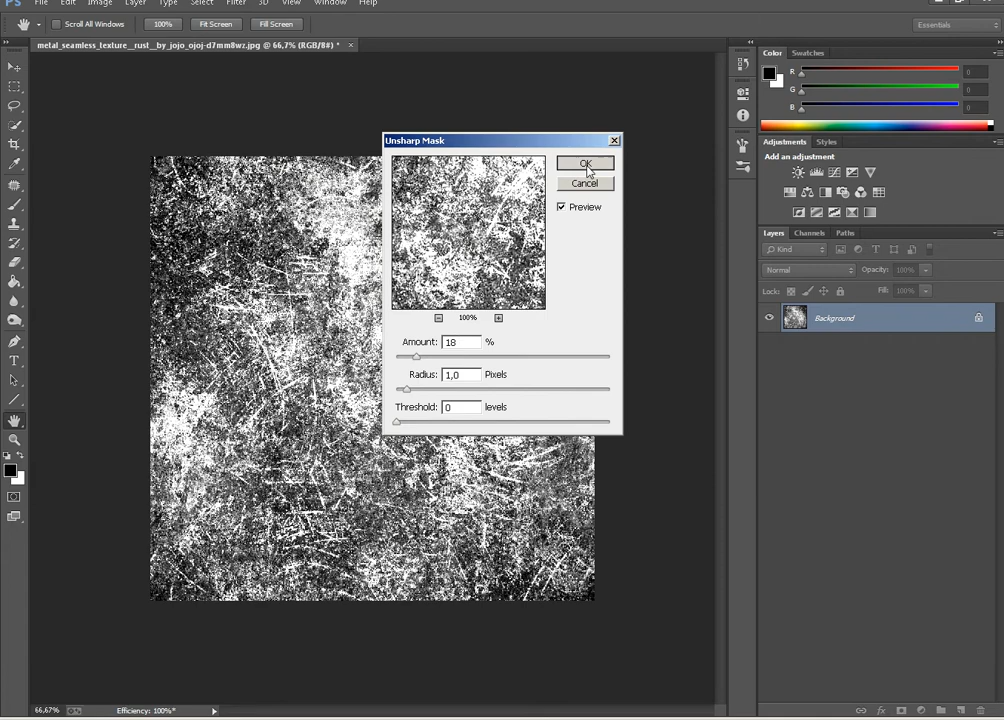 PS File Edit Image Layer Type Select Filter 3D View Window Help
Scroll All Windows 100% Fit Screen Fill Screen Essentials
metal_seamless_texture__rust__by_jojo_ojoj-d7mm8wz.jpg @ 66,7% (RGB/8#) * ×
Color Swatches
R 0
G 0
B 0
Adjustments Styles
Add an adjustment
Layers Channels Paths
Kind
Normal Opacity: 100%
Lock: Fill: 100%
Background
Unsharp Mask
OK
Cancel
Preview
100%
Amount: 18 %
Radius: 1,0 Pixels
Threshold: 0 levels
66,67% Efficiency: 100%*